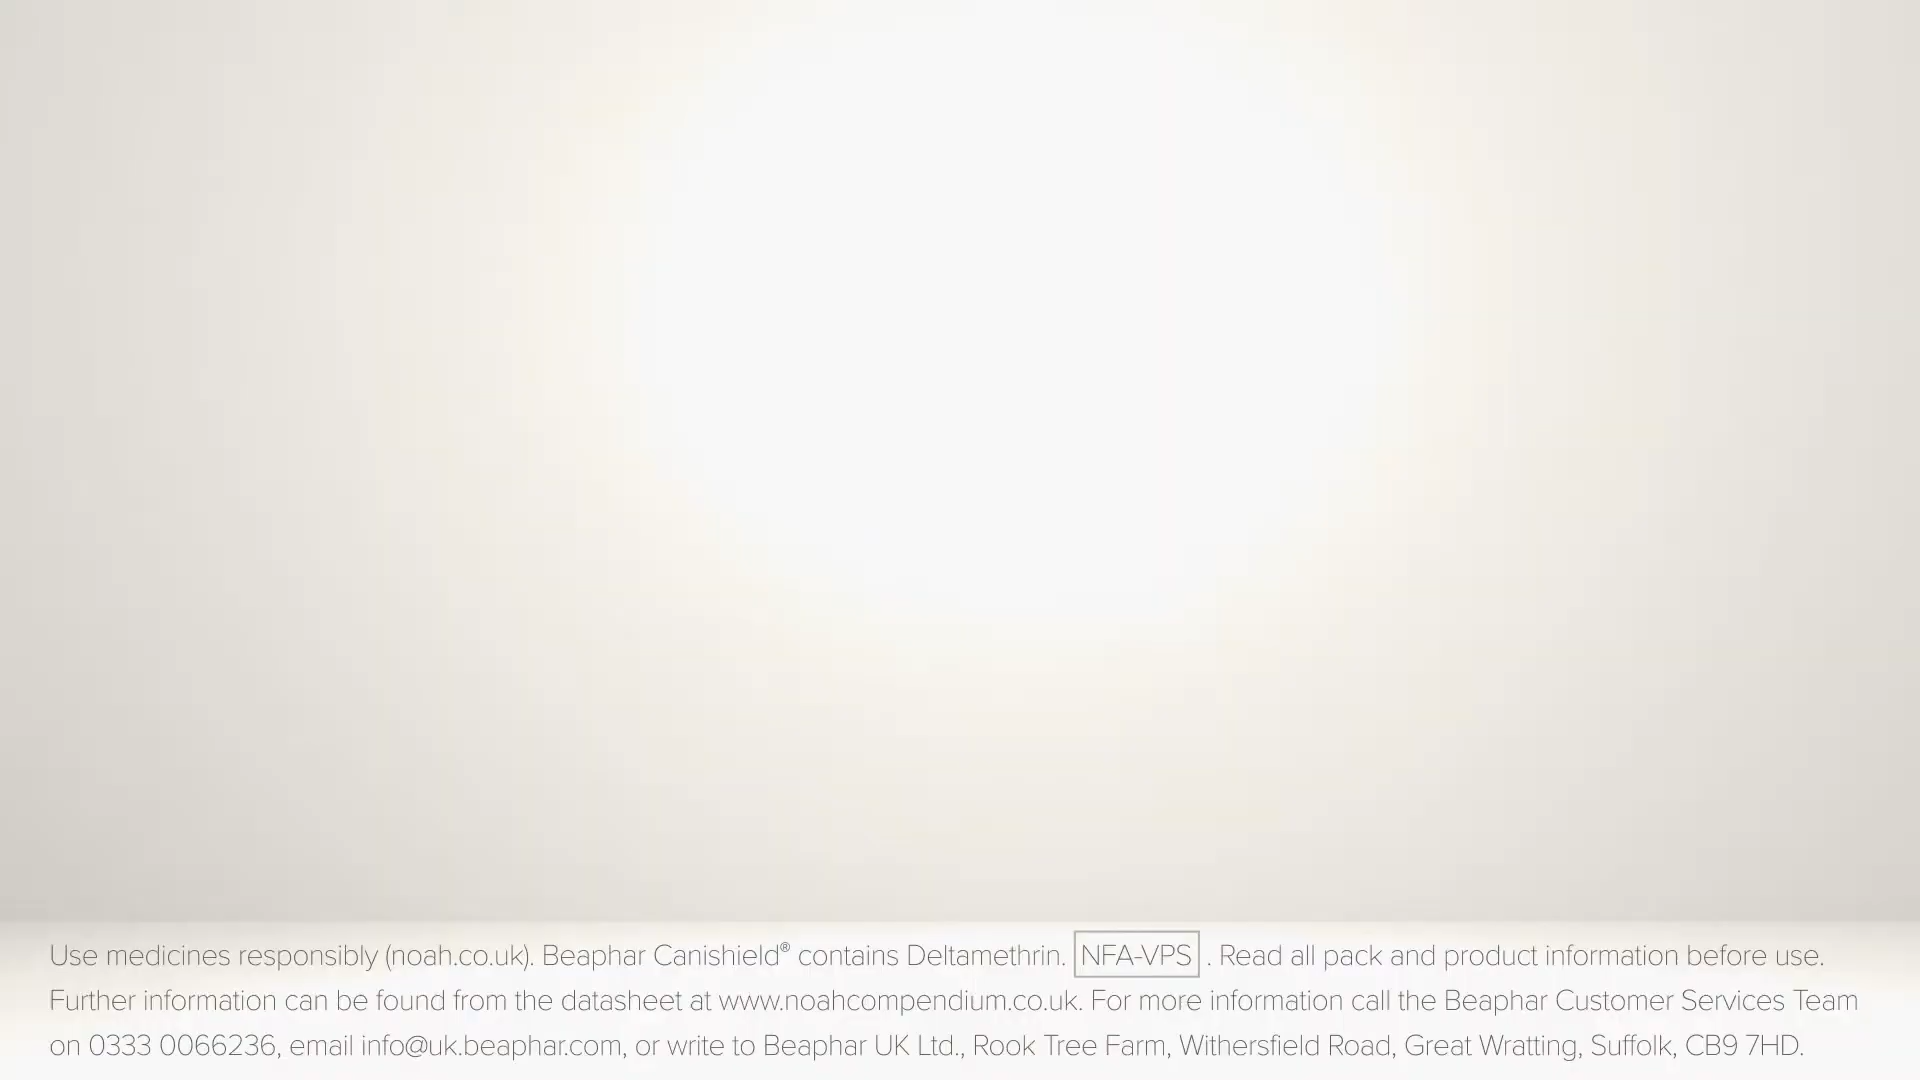 Use medicines responsibly (noah.co.uk). Beaphar Canishield® contains Deltamethrin. NFA-VPS . Read all pack and product information before use.
Further information can be found from the datasheet at www.noahcompendium.co.uk. For more information call the Beaphar Customer Services Team
on 0333 0066236, email info@uk.beaphar.com, or write to Beaphar UK Ltd., Rook Tree Farm, Withersfield Road, Great Wratting, Suffolk, CB9 7HD.